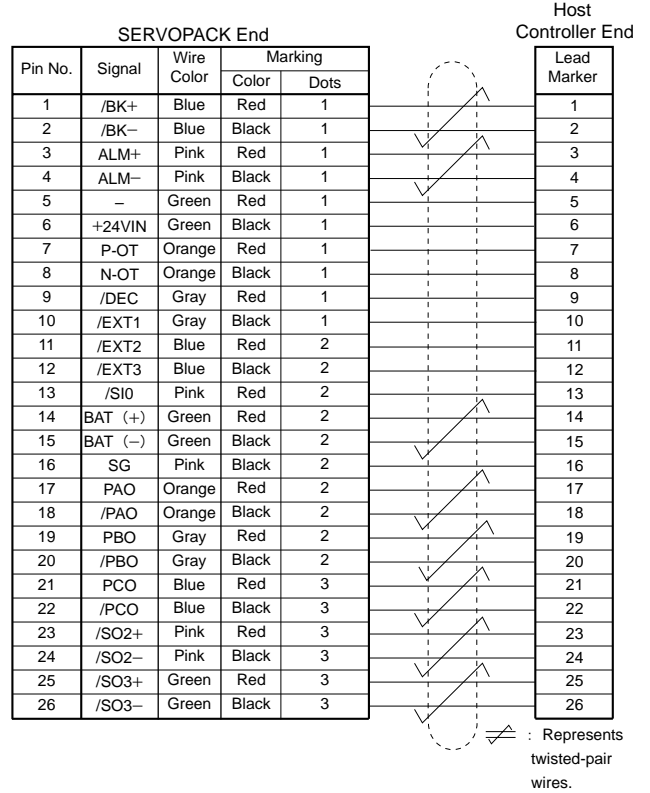 Host
SERVOPACK End Controller End
Pin No. Signal Wire Color Marking Lead Marker
Color Dots
1 /BK+ Blue Red 1 1
2 /BK− Blue Black 1 2
3 ALM+ Pink Red 1 3
4 ALM− Pink Black 1 4
5 – Green Red 1 5
6 +24VIN Green Black 1 6
7 P-OT Orange Red 1 7
8 N-OT Orange Black 1 8
9 /DEC Gray Red 1 9
10 /EXT1 Gray Black 1 10
11 /EXT2 Blue Red 2 11
12 /EXT3 Blue Black 2 12
13 /SI0 Pink Red 2 13
14 BAT (+) Green Red 2 14
15 BAT (−) Green Black 2 15
16 SG Pink Black 2 16
17 PAO Orange Red 2 17
18 /PAO Orange Black 2 18
19 PBO Gray Red 2 19
20 /PBO Gray Black 2 20
21 PCO Blue Red 3 21
22 /PCO Blue Black 3 22
23 /SO2+ Pink Red 3 23
24 /SO2− Pink Black 3 24
25 /SO3+ Green Red 3 25
26 /SO3− Green Black 3 26
: Represents
twisted-pair
wires.